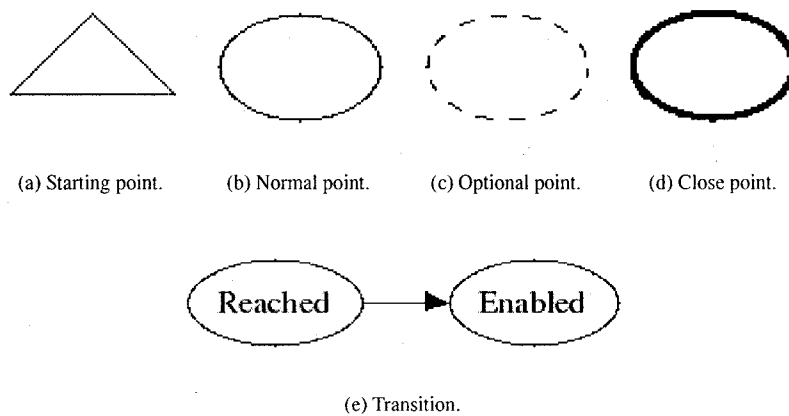 (a) Starting point. (b) Normal point. (c) Optional point. (d) Close point.
Reached Enabled
(e) Transition.